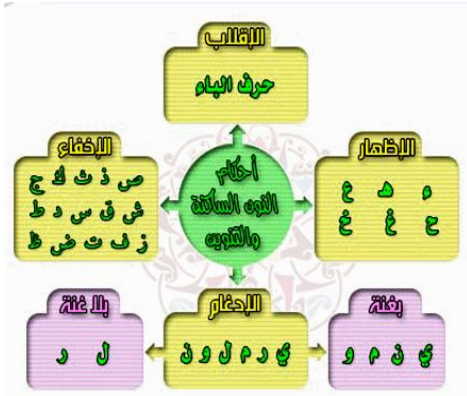 الإقلاب
حرف الباء
الإظهار
ء هـ ع
ح غ خ
أحكام
النون الساكنة
والتنوين
الإخفاء
ص ذ ث ك ج
ش ق س د ط
ز ف ت ض ظ
الإدغام
ي ر م ل و ن
بغنة
ي ن م و
بلا غنة
ل ر